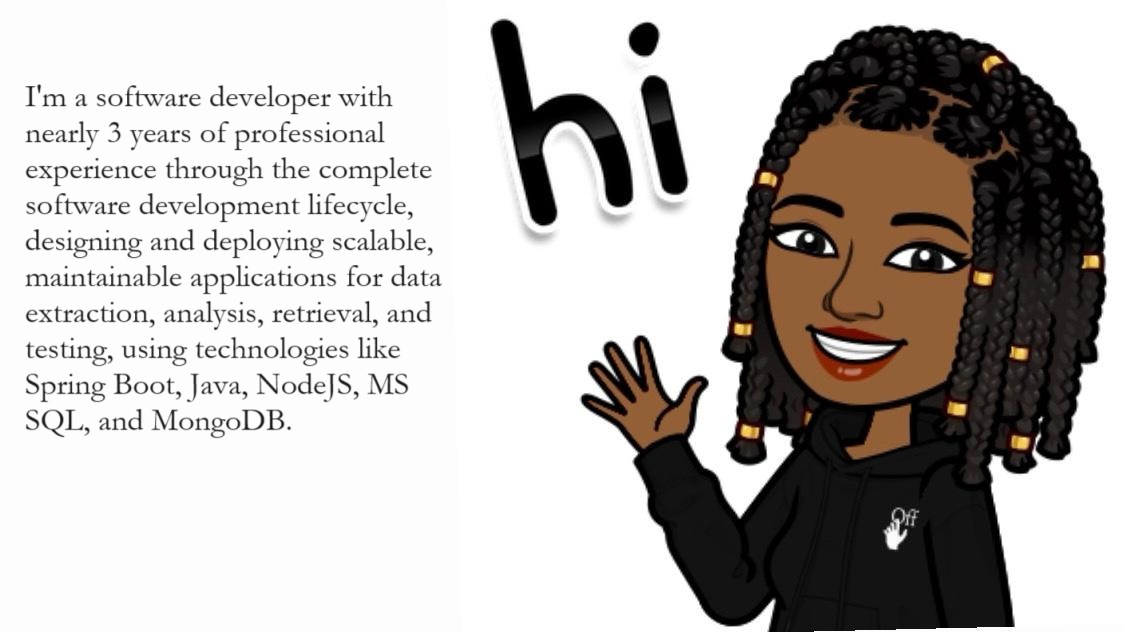 I'm a software developer with
nearly 3 years of professional
experience through the complete
software development lifecycle,
designing and deploying scalable,
maintainable applications for data
extraction, analysis, retrieval, and
testing, using technologies like
Spring Boot, Java, NodeJS, MS
SQL, and MongoDB.
hi
Off